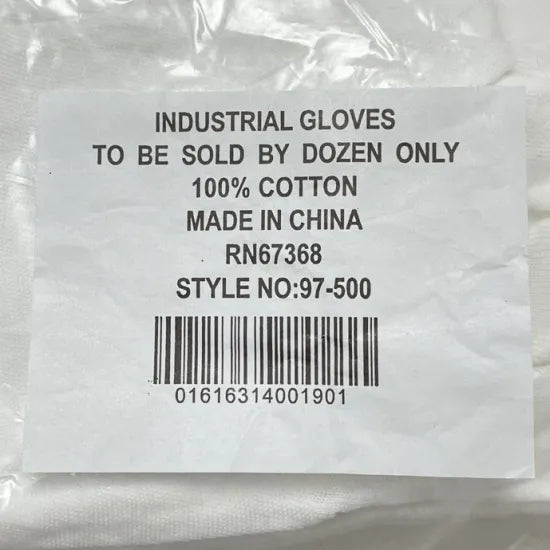 INDUSTRIAL GLOVES
TO BE SOLD BY DOZEN ONLY
100% COTTON
MADE IN CHINA
RN67368
STYLE NO:97-500
01616314001901